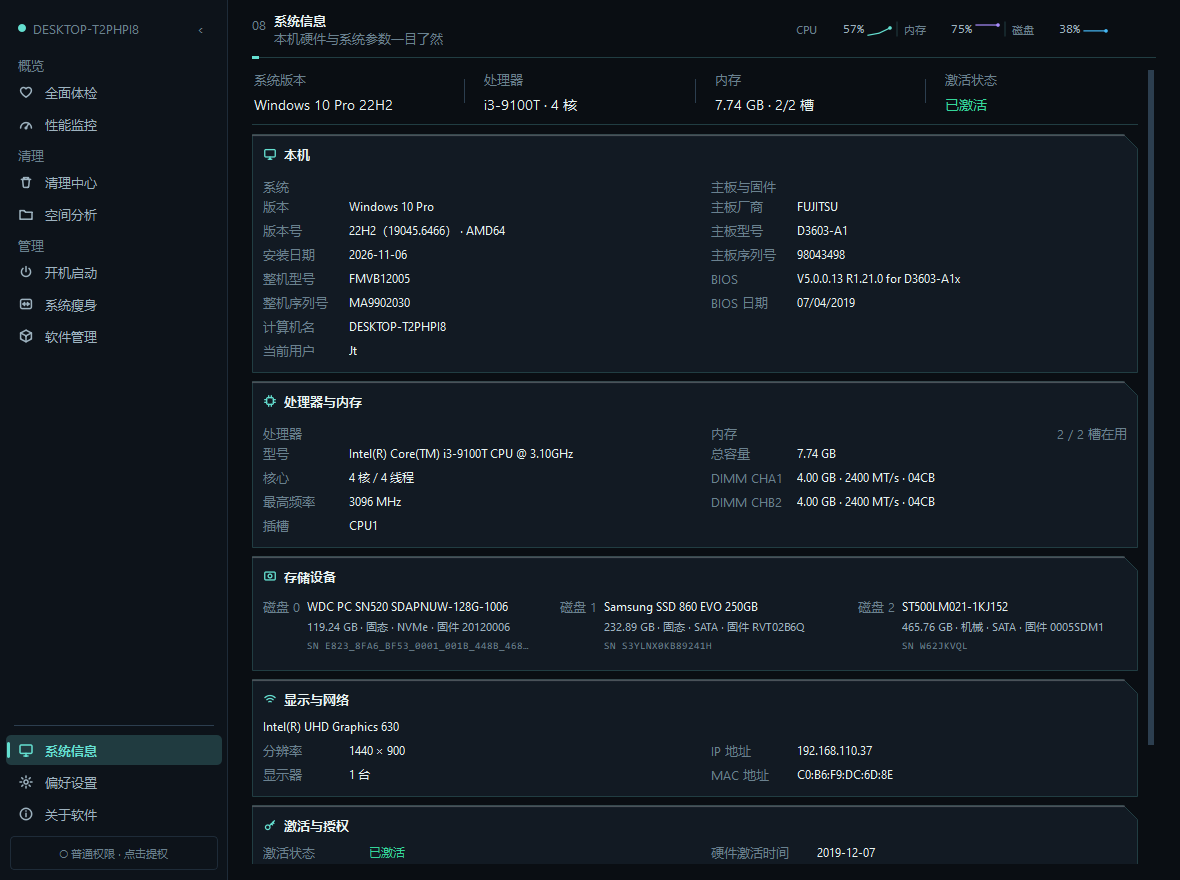 DESKTOP-T2PHPI8
概览
全面体检
性能监控
清理
清理中心
空间分析
管理
开机启动
系统瘦身
软件管理
系统信息
偏好设置
关于软件
普通权限 · 点击提权
08 系统信息
本机硬件与系统参数一目了然
CPU 57% 内存 75% 磁盘 38%
系统版本 处理器 内存 激活状态
Windows 10 Pro 22H2 i3-9100T · 4 核 7.74 GB · 2/2 槽 已激活
本机
系统
版本 Windows 10 Pro
版本号 22H2（19045.6466） · AMD64
安装日期 2026-11-06
整机型号 FMVB12005
整机序列号 MA9902030
计算机名 DESKTOP-T2PHPI8
当前用户 Jt
主板与固件
主板厂商 FUJITSU
主板型号 D3603-A1
主板序列号 98043498
BIOS V5.0.0.13 R1.21.0 for D3603-A1x
BIOS 日期 07/04/2019
处理器与内存
处理器
型号 Intel(R) Core(TM) i3-9100T CPU @ 3.10GHz
核心 4 核 / 4 线程
最高频率 3096 MHz
插槽 CPU1
内存 2 / 2 槽在用
总容量 7.74 GB
DIMM CHA1 4.00 GB · 2400 MT/s · 04CB
DIMM CHB2 4.00 GB · 2400 MT/s · 04CB
存储设备
磁盘 0 WDC PC SN520 SDAPNUW-128G-1006
119.24 GB · 固态 · NVMe · 固件 20120006
SN E823_8FA6_BF53_0001_001B_448B_468…
磁盘 1 Samsung SSD 860 EVO 250GB
232.89 GB · 固态 · SATA · 固件 RVT02B6Q
SN S3YLNX0KB89241H
磁盘 2 ST500LM021-1KJ152
465.76 GB · 机械 · SATA · 固件 0005SDM1
SN W62JKVQL
显示与网络
Intel(R) UHD Graphics 630
分辨率 1440 × 900
显示器 1 台
IP 地址 192.168.110.37
MAC 地址 C0:B6:F9:DC:6D:8E
激活与授权
激活状态 已激活
硬件激活时间 2019-12-07